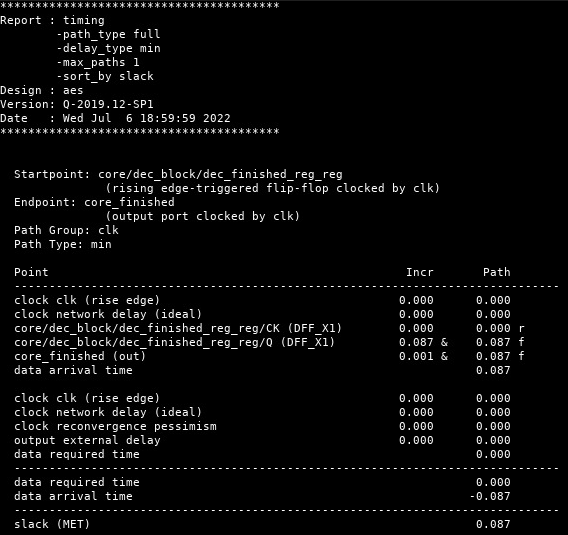 ****************************************
Report : timing
        -path_type full
        -delay_type min
        -max_paths 1
        -sort_by slack
Design : aes
Version: Q-2019.12-SP1
Date   : Wed Jul  6 18:59:59 2022
****************************************
  Startpoint: core/dec_block/dec_finished_reg_reg
               (rising edge-triggered flip-flop clocked by clk)
  Endpoint: core_finished
               (output port clocked by clk)
  Path Group: clk
  Path Type: min
  Point                                                   Incr       Path
  ------------------------------------------------------------------------------
  clock clk (rise edge)                                  0.000      0.000
  clock network delay (ideal)                            0.000      0.000
  core/dec_block/dec_finished_reg_reg/CK (DFF_X1)        0.000      0.000 r
  core/dec_block/dec_finished_reg_reg/Q (DFF_X1)         0.087 &    0.087 f
  core_finished (out)                                    0.001 &    0.087 f
  data arrival time                                                 0.087
  clock clk (rise edge)                                  0.000      0.000
  clock network delay (ideal)                            0.000      0.000
  clock reconvergence pessimism                          0.000      0.000
  output external delay                                  0.000      0.000
  data required time                                                0.000
  ------------------------------------------------------------------------------
  data required time                                                0.000
  data arrival time                                                -0.087
  ------------------------------------------------------------------------------
  slack (MET)                                                       0.087